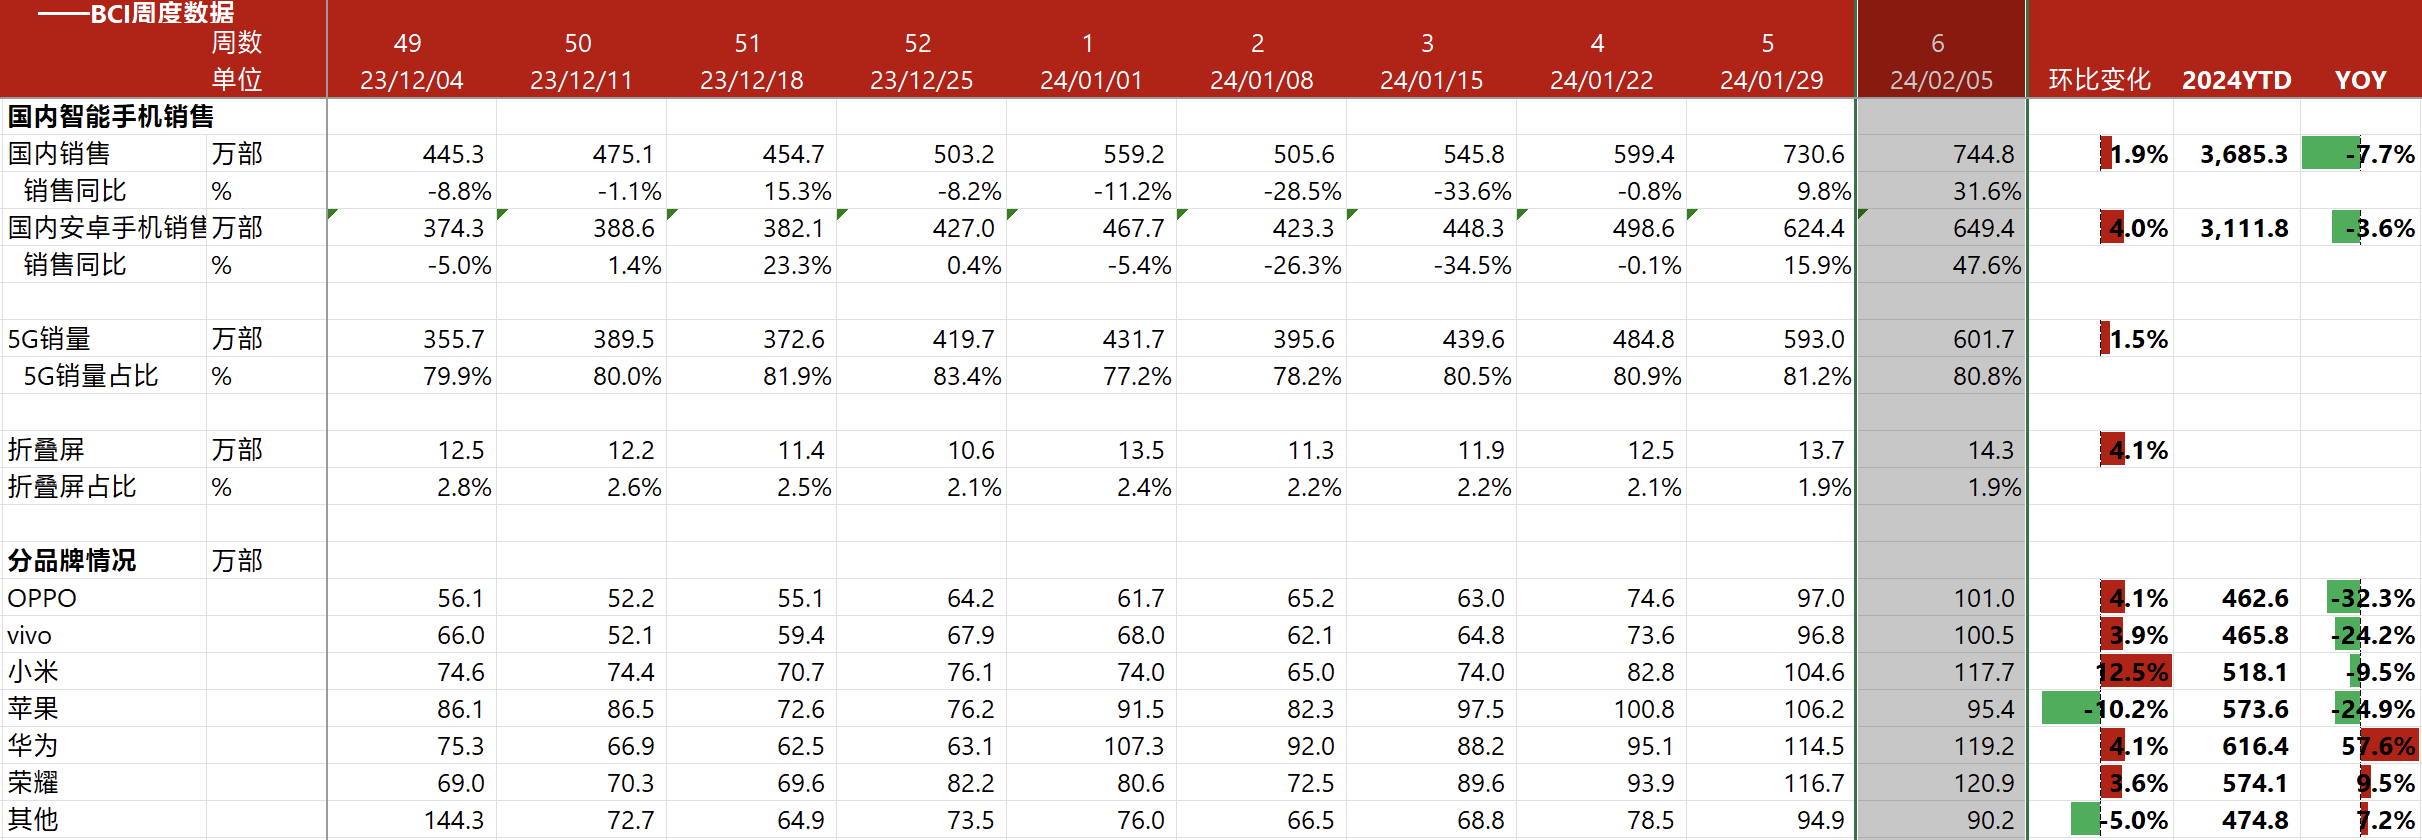 ——BCI周度数据
周数 49 50 51 52 1 2 3 4 5 6
单位 23/12/04 23/12/11 23/12/18 23/12/25 24/01/01 24/01/08 24/01/15 24/01/22 24/01/29 24/02/05 环比变化 2024YTD YOY
国内智能手机销售
国内销售 万部 445.3 475.1 454.7 503.2 559.2 505.6 545.8 599.4 730.6 744.8 1.9% 3,685.3 -7.7%
销售同比 % -8.8% -1.1% 15.3% -8.2% -11.2% -28.5% -33.6% -0.8% 9.8% 31.6%
国内安卓手机销售 万部 374.3 388.6 382.1 427.0 467.7 423.3 448.3 498.6 624.4 649.4 4.0% 3,111.8 -3.6%
销售同比 % -5.0% 1.4% 23.3% 0.4% -5.4% -26.3% -34.5% -0.1% 15.9% 47.6%
5G销量 万部 355.7 389.5 372.6 419.7 431.7 395.6 439.6 484.8 593.0 601.7 1.5%
5G销量占比 % 79.9% 80.0% 81.9% 83.4% 77.2% 78.2% 80.5% 80.9% 81.2% 80.8%
折叠屏 万部 12.5 12.2 11.4 10.6 13.5 11.3 11.9 12.5 13.7 14.3 4.1%
折叠屏占比 % 2.8% 2.6% 2.5% 2.1% 2.4% 2.2% 2.2% 2.1% 1.9% 1.9%
分品牌情况 万部
OPPO 56.1 52.2 55.1 64.2 61.7 65.2 63.0 74.6 97.0 101.0 4.1% 462.6 -32.3%
vivo 66.0 52.1 59.4 67.9 68.0 62.1 64.8 73.6 96.8 100.5 3.9% 465.8 -24.2%
小米 74.6 74.4 70.7 76.1 74.0 65.0 74.0 82.8 104.6 117.7 12.5% 518.1 -9.5%
苹果 86.1 86.5 72.6 76.2 91.5 82.3 97.5 100.8 106.2 95.4 -10.2% 573.6 -24.9%
华为 75.3 66.9 62.5 63.1 107.3 92.0 88.2 95.1 114.5 119.2 4.1% 616.4 57.6%
荣耀 69.0 70.3 69.6 82.2 80.6 72.5 89.6 93.9 116.7 120.9 3.6% 574.1 9.5%
其他 144.3 72.7 64.9 73.5 76.0 66.5 68.8 78.5 94.9 90.2 -5.0% 474.8 7.2%